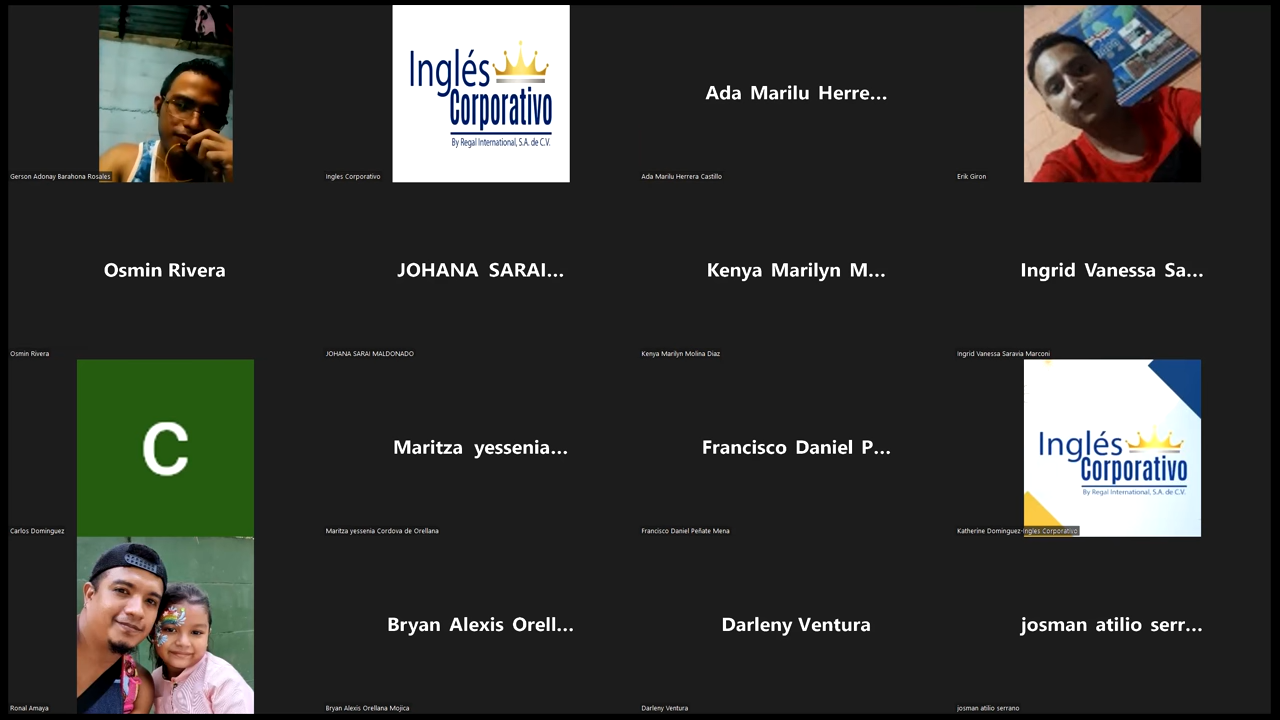 Inglés
Corporativo
By Regal International, S.A. de C.V.
Ada Marilu Herre...
Gerson Adonay Barahona Rosales
Ingles Corporativo
Ada Marilu Herrera Castillo
Erik Giron
Osmin Rivera
JOHANA SARAI...
Kenya Marilyn M...
Ingrid Vanessa Sa...
Osmin Rivera
JOHANA SARAI MALDONADO
Kenya Marilyn Molina Diaz
Ingrid Vanessa Saravia Marconi
C
Maritza yessenia...
Francisco Daniel P...
Inglés
Corporativo
By Regal International, S.A. de C.V.
Carlos Dominguez
Maritza yessenia Cordova de Orellana
Francisco Daniel Peñate Mena
Katherine Dominguez-Ingles Corporativo
Bryan Alexis Orell...
Darleny Ventura
josman atilio serr...
Ronal Amaya
Bryan Alexis Orellana Mojica
Darleny Ventura
josman atilio serrano